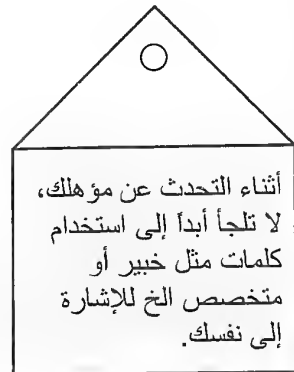 أثناء التحدث عن مؤهلك،
لا تلجأ أبداً إلى استخدام
كلمات مثل خبير أو
متخصص الخ للإشارة
إلى نفسك.